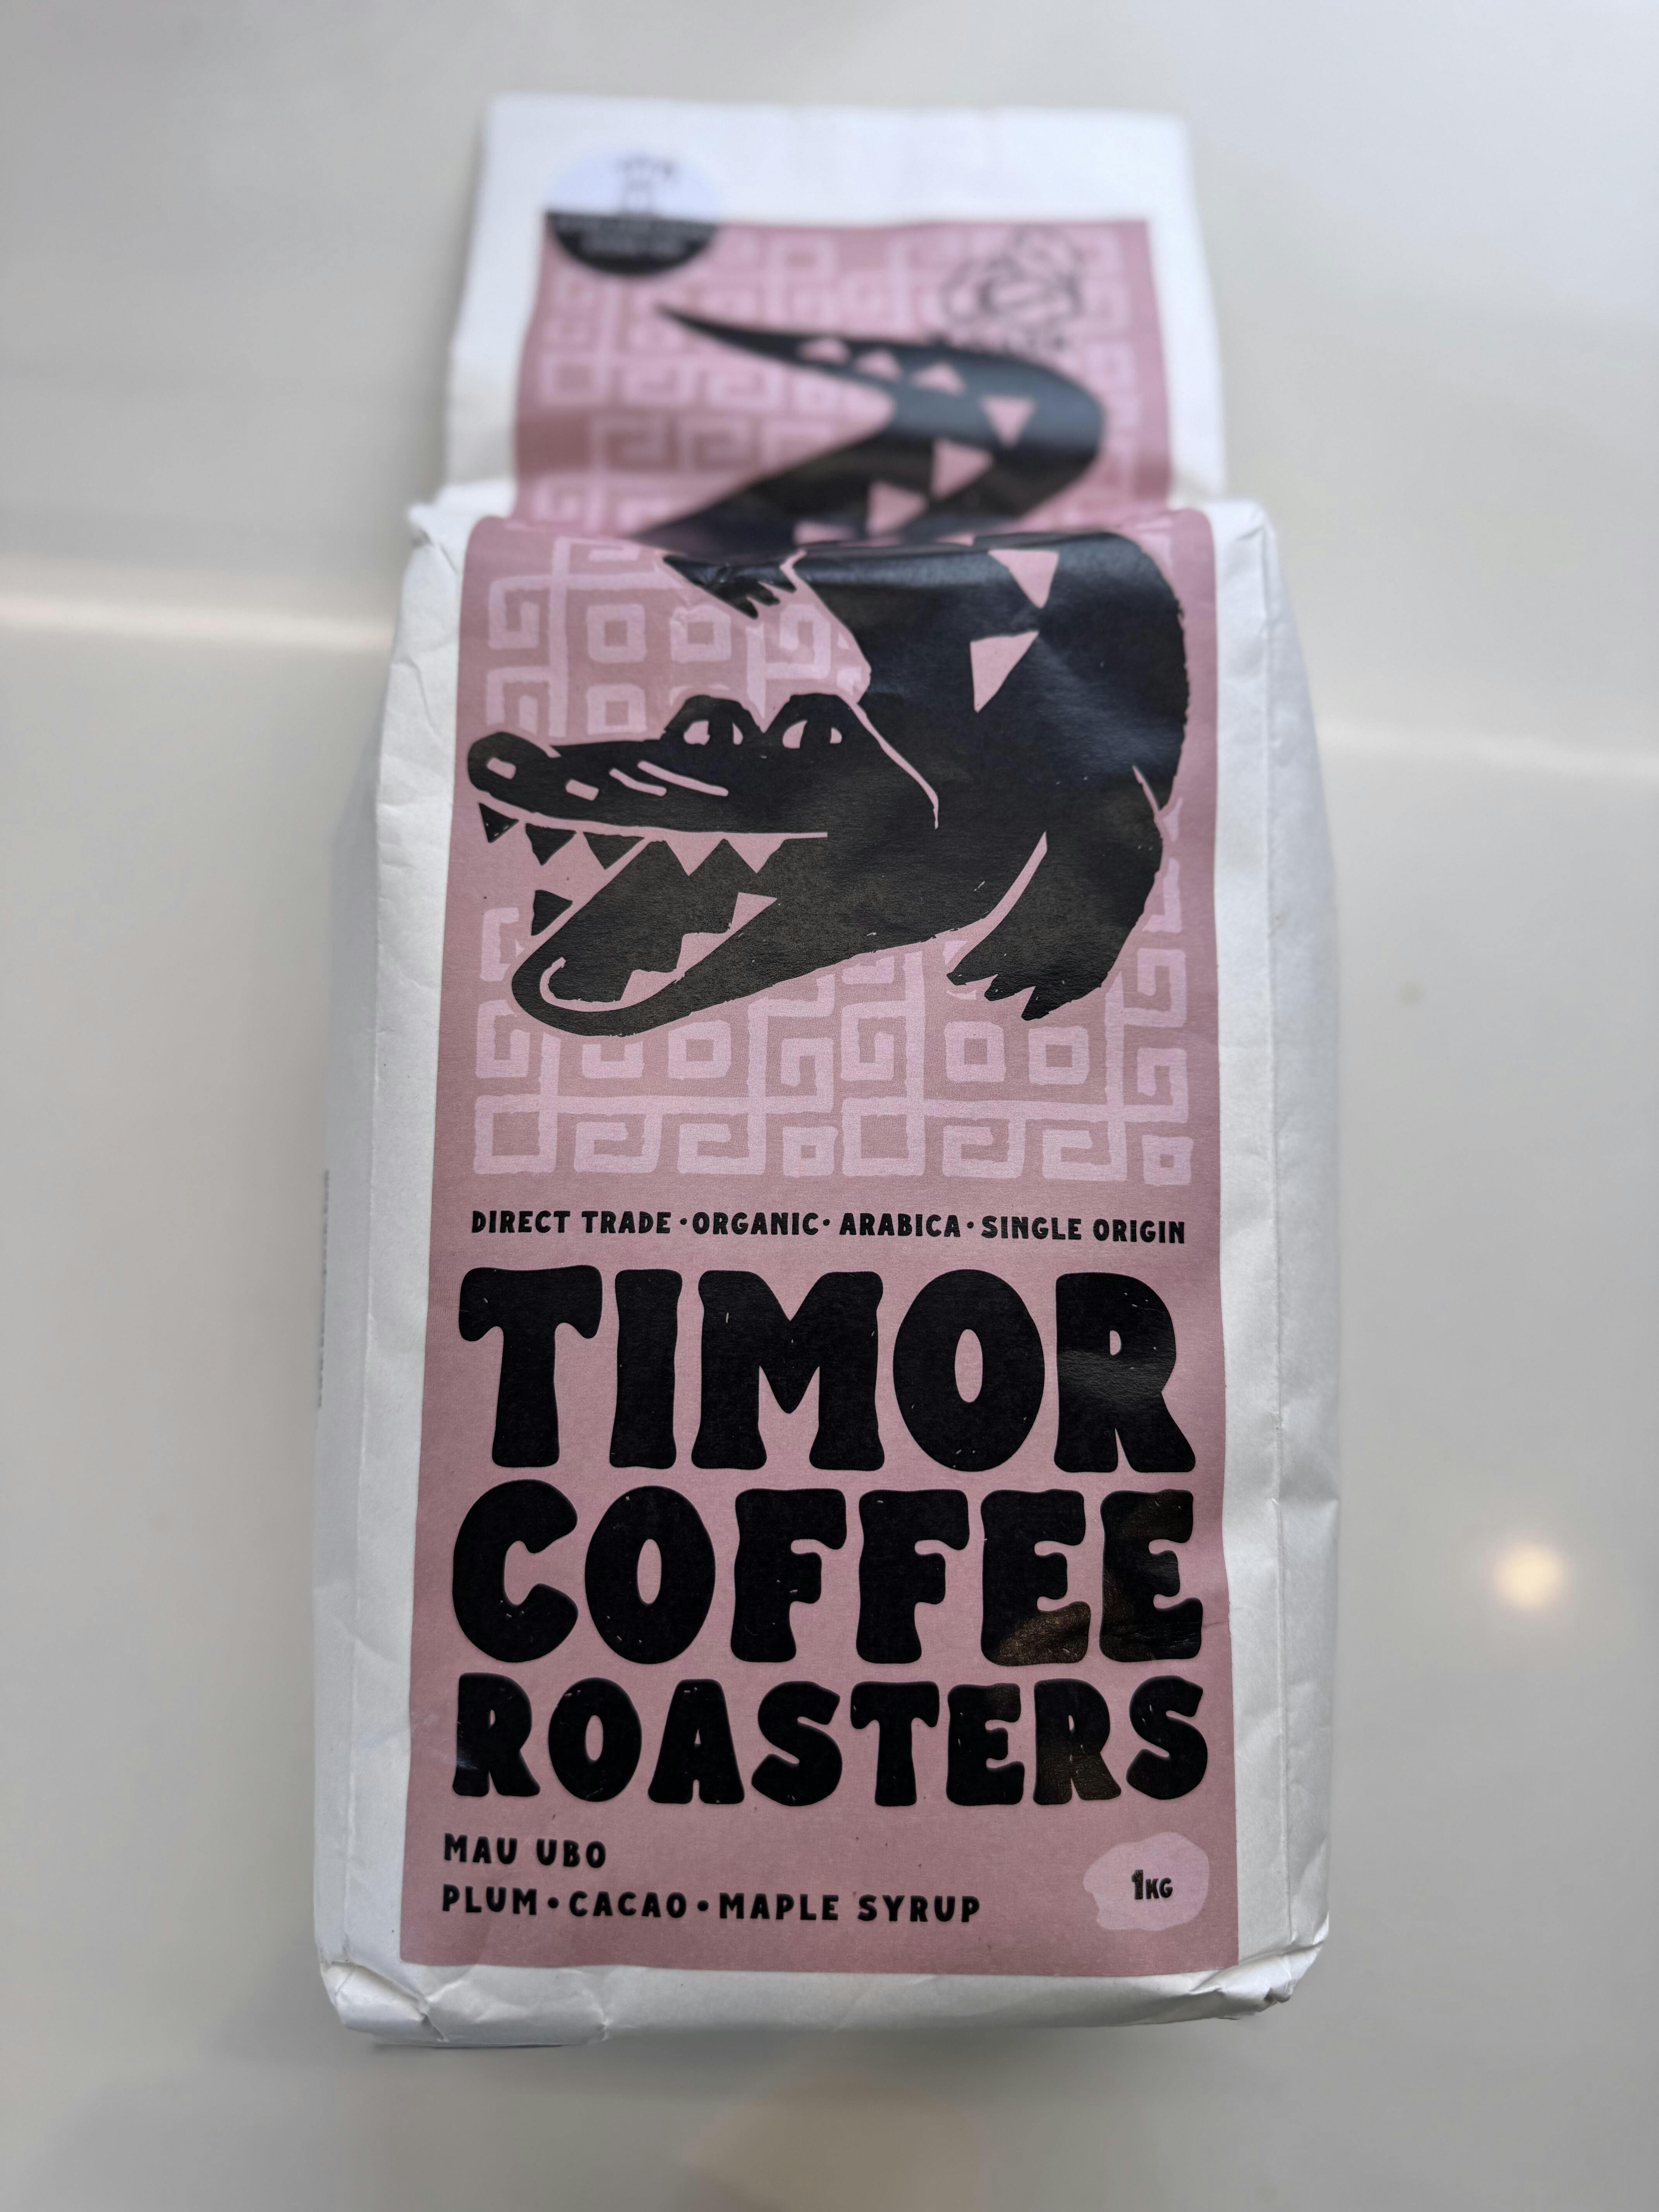 DIRECT TRADE • ORGANIC • ARABICA • SINGLE ORIGIN
TIMOR
COFFEE
ROASTERS
MAU UBO
PLUM • CACAO • MAPLE SYRUP
1KG